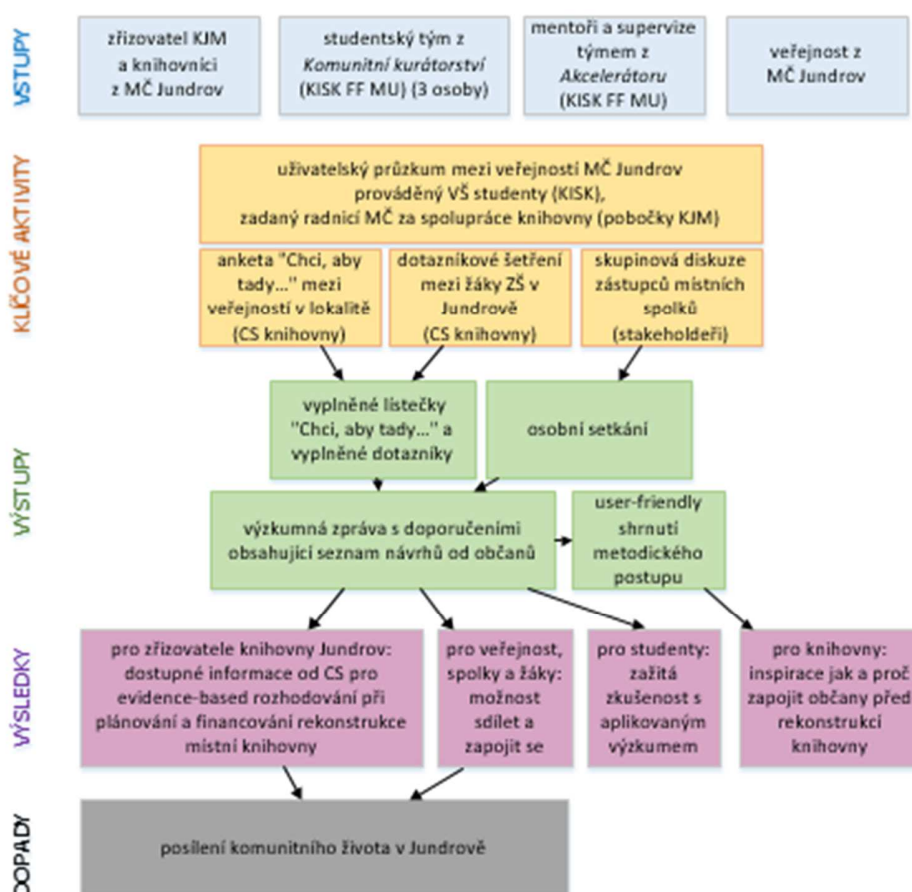 VSTUPY
zřizovatel KJM
a knihovníci
z MČ Jundrov
studentský tým z
Komunitní kurátorství
(KISK FF MU) (3 osoby)
mentoři a supervize
týmem z
Akcelerátoru
(KISK FF MU)
veřejnost z
MČ Jundrov
KLÍČOVÉ AKTIVITY
uživatelský průzkum mezi veřejností MČ Jundrov
prováděný VŠ studenty (KISK),
zadaný radnicí MČ za spolupráce knihovny (pobočky KJM)
anketa "Chci, aby
tady..." mezi
veřejností v lokalitě
(CS knihovny)
dotazníkové šetření
mezi žáky ZŠ v
Jundrově
(CS knihovny)
skupinová diskuze
zástupců místních
spolků
(stakeholdeři)
VÝSTUPY
vyplněné lístečky
"Chci, aby tady..." a
vyplněné dotazníky
osobní setkání
výzkumná zpráva s doporučeními
obsahující seznam návrhů od občanů
user-friendly
shrnutí
metodického
postupu
VÝSLEDKY
pro zřizovatele knihovny Jundrov:
dostupné informace od CS pro
evidence-based rozhodování při
plánování a financování rekonstrukce
místní knihovny
pro veřejnost,
spolky a žáky:
možnost
sdílet a
zapojit se
pro studenty:
zažitá
zkušenost s
aplikovaným
výzkumem
pro knihovny:
inspirace jak a proč
zapojit občany před
rekonstrukcí
knihovny
DOPADY
posílení komunitního života v Jundrově